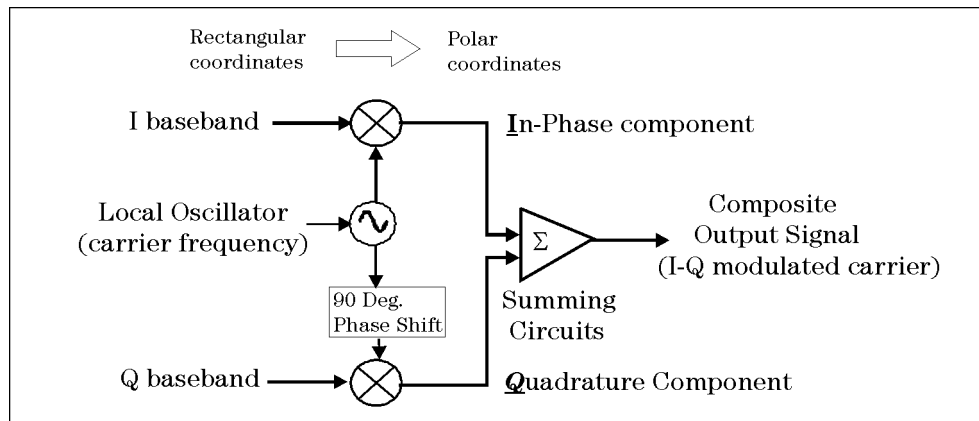 Rectangular
coordinates
Polar
coordinates
I baseband
In-Phase component
Local Oscillator
(carrier frequency)
Σ
Composite
Output Signal
(I-Q modulated carrier)
90 Deg.
Phase Shift
Summing
Circuits
Q baseband
Quadrature Component